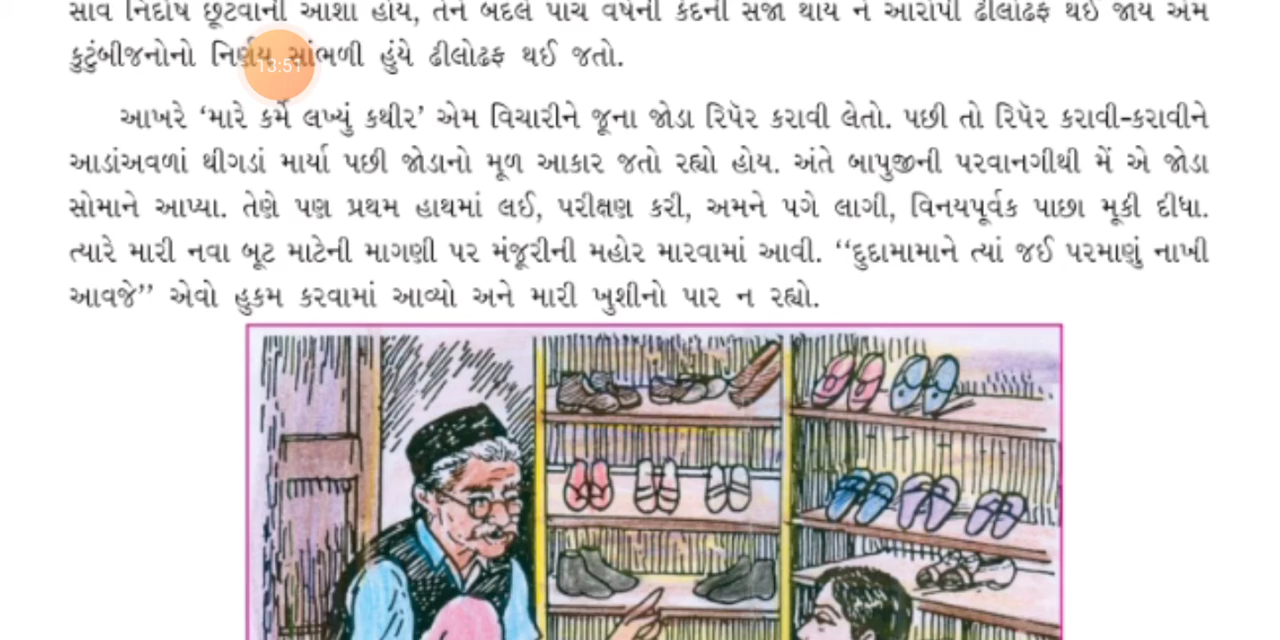 સાવ નિર્દોષ છૂટવાની આશા હોય, તેને બદલે પાંચ વર્ષની કેદની સજા થાય ને આરોપી ઢીલોઢફ થઈ જાય એમ
કુટુંબીજનોનો નિર્ણય સાંભળી હુંયે ઢીલોઢફ થઈ જતો.
13:51
આખરે ‘મારે કર્મે લખ્યું કથીર’ એમ વિચારીને જૂના જોડા રિપૅર કરાવી લેતો. પછી તો રિપૅર કરાવી-કરાવીને
આડાંઅવળાં થીગડાં માર્યા પછી જોડાનો મૂળ આકાર જતો રહ્યો હોય. અંતે બાપુજીની પરવાનગીથી મેં એ જોડા
સોમાને આપ્યા. તેણે પણ પ્રથમ હાથમાં લઈ, પરીક્ષણ કરી, અમને પગે લાગી, વિનયપૂર્વક પાછા મૂકી દીધા.
ત્યારે મારી નવા બૂટ માટેની માગણી પર મંજૂરીની મહોર મારવામાં આવી. ‘‘દુદામામાને ત્યાં જઈ પરમાણું નાખી
આવજે’’ એવો હુકમ કરવામાં આવ્યો અને મારી ખુશીનો પાર ન રહ્યો.